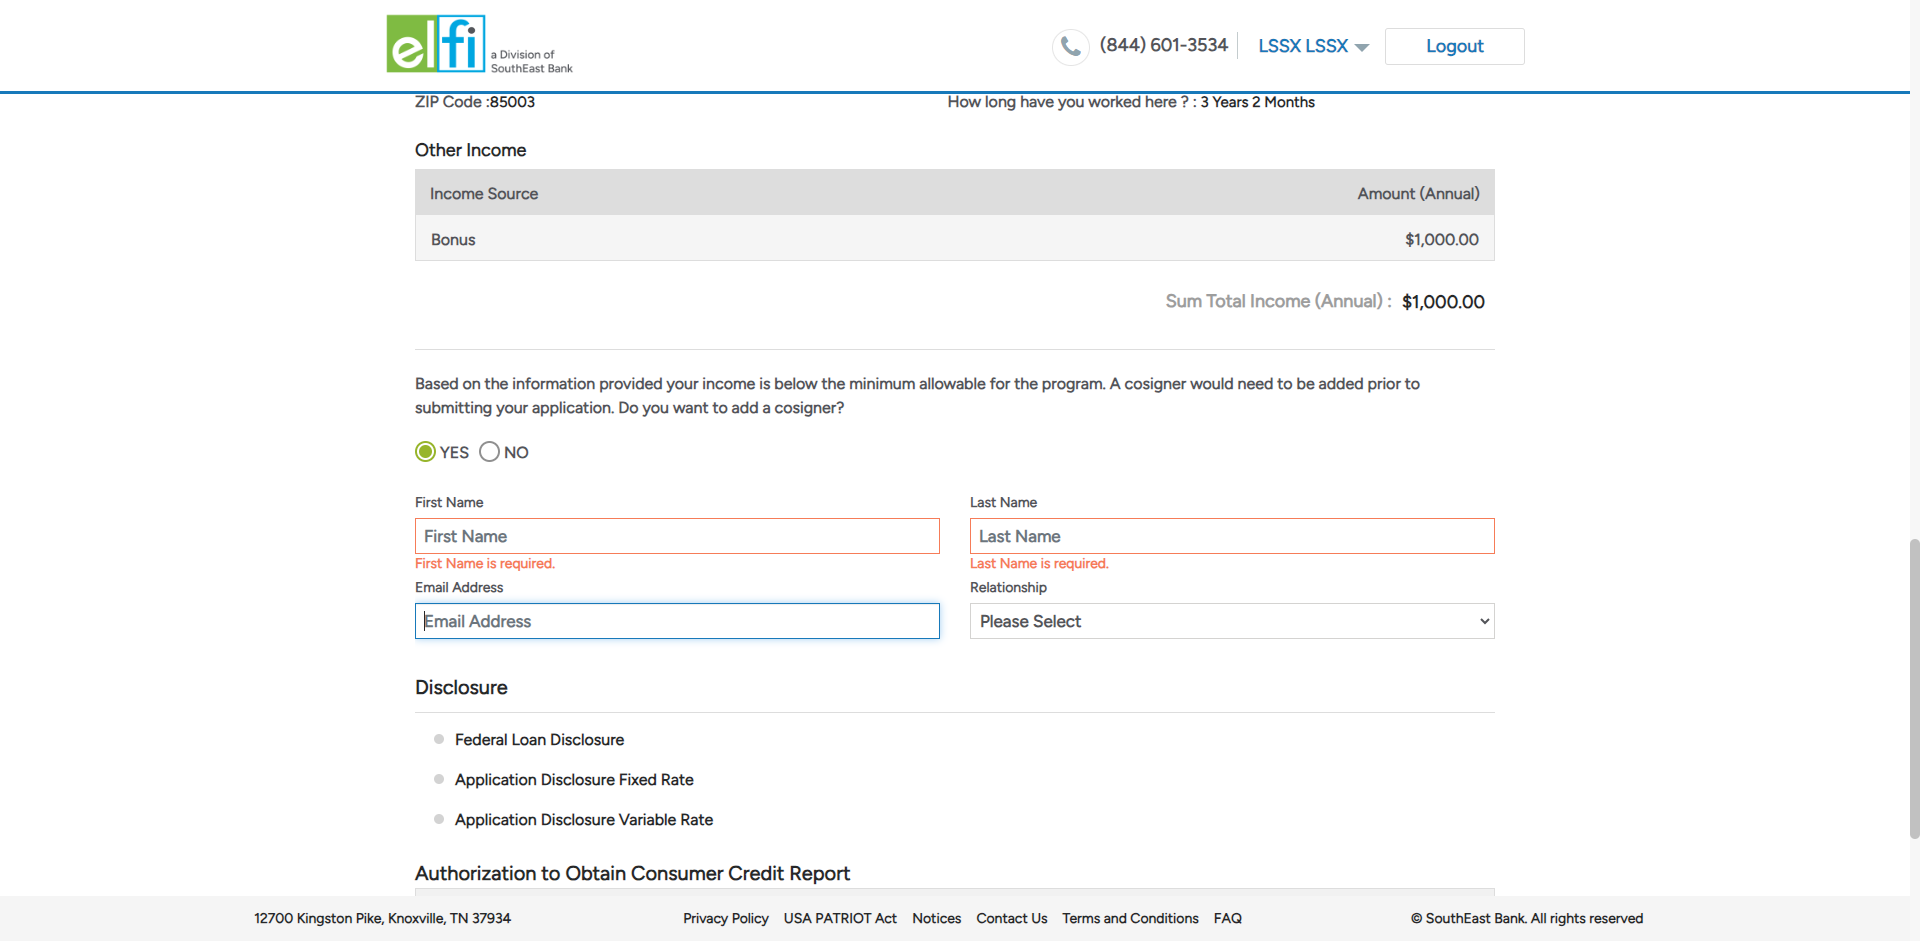 elfi
a Division of
SouthEast Bank
(844) 601-3534
LSSX LSSX
Logout
ZIP Code :85003
How long have you worked here ? : 3 Years 2 Months
Other Income
Income Source
Amount (Annual)
Bonus
$1,000.00
Sum Total Income (Annual) : $1,000.00
Based on the information provided your income is below the minimum allowable for the program. A cosigner would need to be added prior to
submitting your application. Do you want to add a cosigner?
YES
NO
First Name
Last Name
First Name
Last Name
First Name is required.
Last Name is required.
Email Address
Relationship
Email Address
Please Select
Disclosure
Federal Loan Disclosure
Application Disclosure Fixed Rate
Application Disclosure Variable Rate
Authorization to Obtain Consumer Credit Report
12700 Kingston Pike, Knoxville, TN 37934
Privacy Policy
USA PATRIOT Act
Notices
Contact Us
Terms and Conditions
FAQ
© SouthEast Bank. All rights reserved